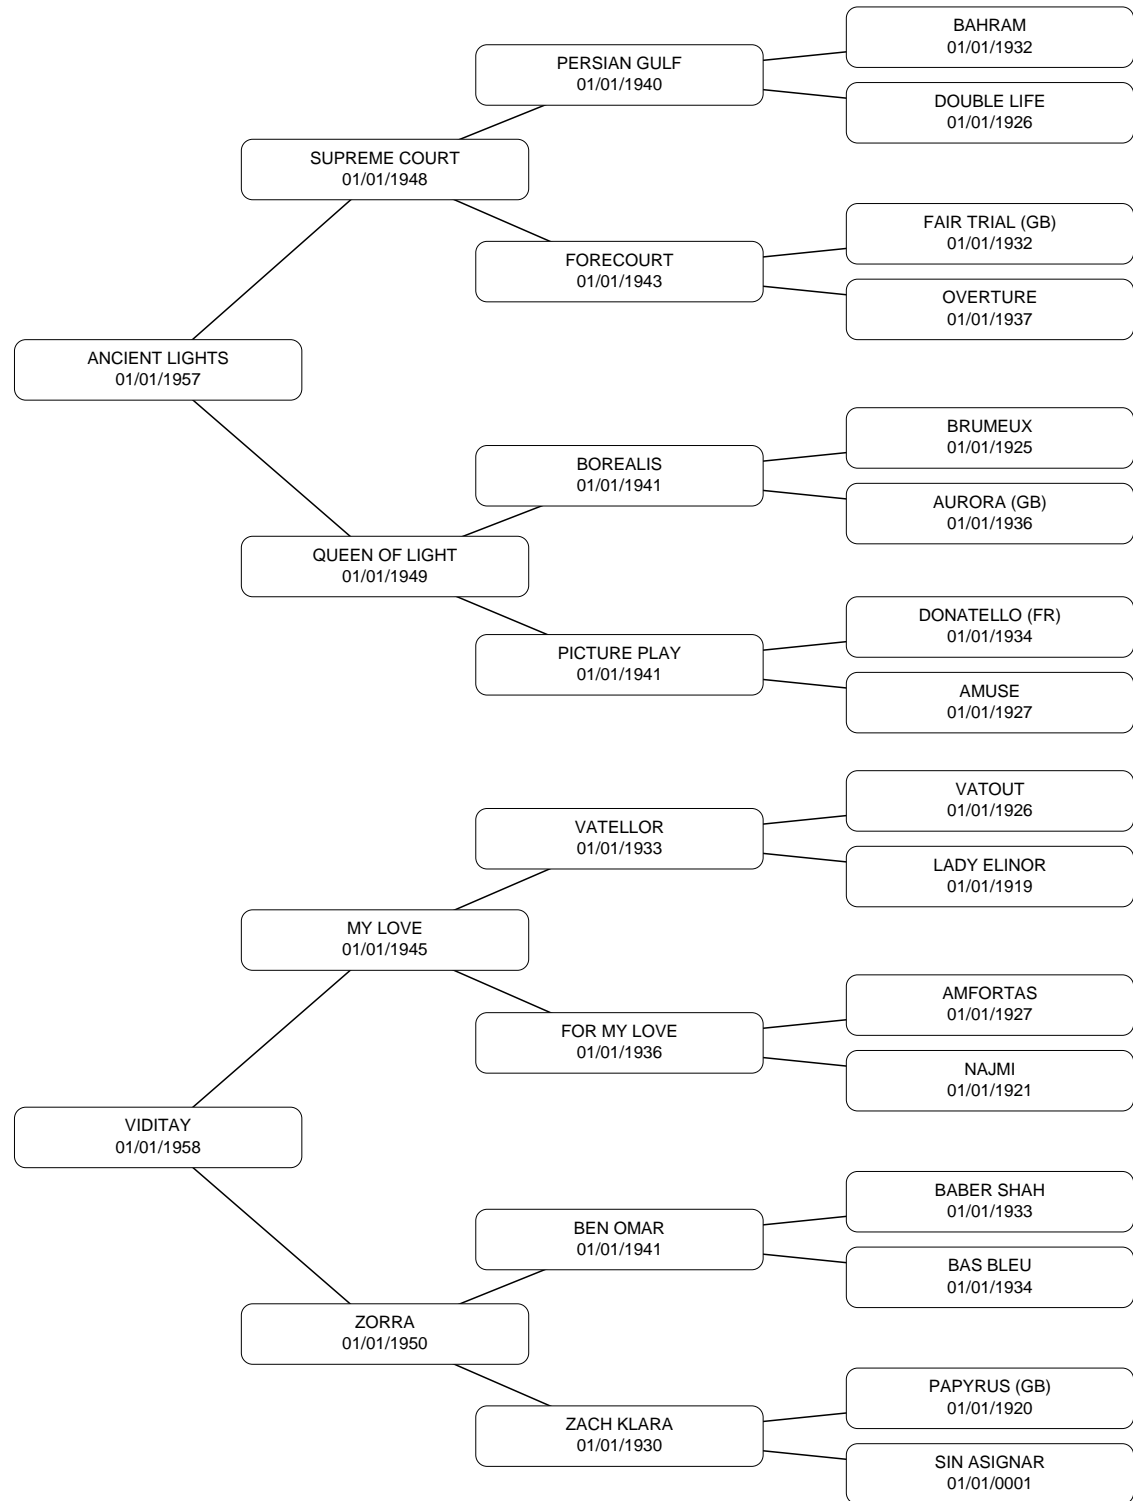 BAHRAM
01/01/1932
PERSIAN GULF
01/01/1940
DOUBLE LIFE
01/01/1926
SUPREME COURT
01/01/1948
FAIR TRIAL (GB)
01/01/1932
FORECOURT
01/01/1943
OVERTURE
01/01/1937
ANCIENT LIGHTS
01/01/1957
BRUMEUX
01/01/1925
BOREALIS
01/01/1941
AURORA (GB)
01/01/1936
QUEEN OF LIGHT
01/01/1949
DONATELLO (FR)
01/01/1934
PICTURE PLAY
01/01/1941
AMUSE
01/01/1927
VATOUT
01/01/1926
VATELLOR
01/01/1933
LADY ELINOR
01/01/1919
MY LOVE
01/01/1945
AMFORTAS
01/01/1927
FOR MY LOVE
01/01/1936
NAJMI
01/01/1921
VIDITAY
01/01/1958
BABER SHAH
01/01/1933
BEN OMAR
01/01/1941
BAS BLEU
01/01/1934
ZORRA
01/01/1950
PAPYRUS (GB)
01/01/1920
ZACH KLARA
01/01/1930
SIN ASIGNAR
01/01/0001